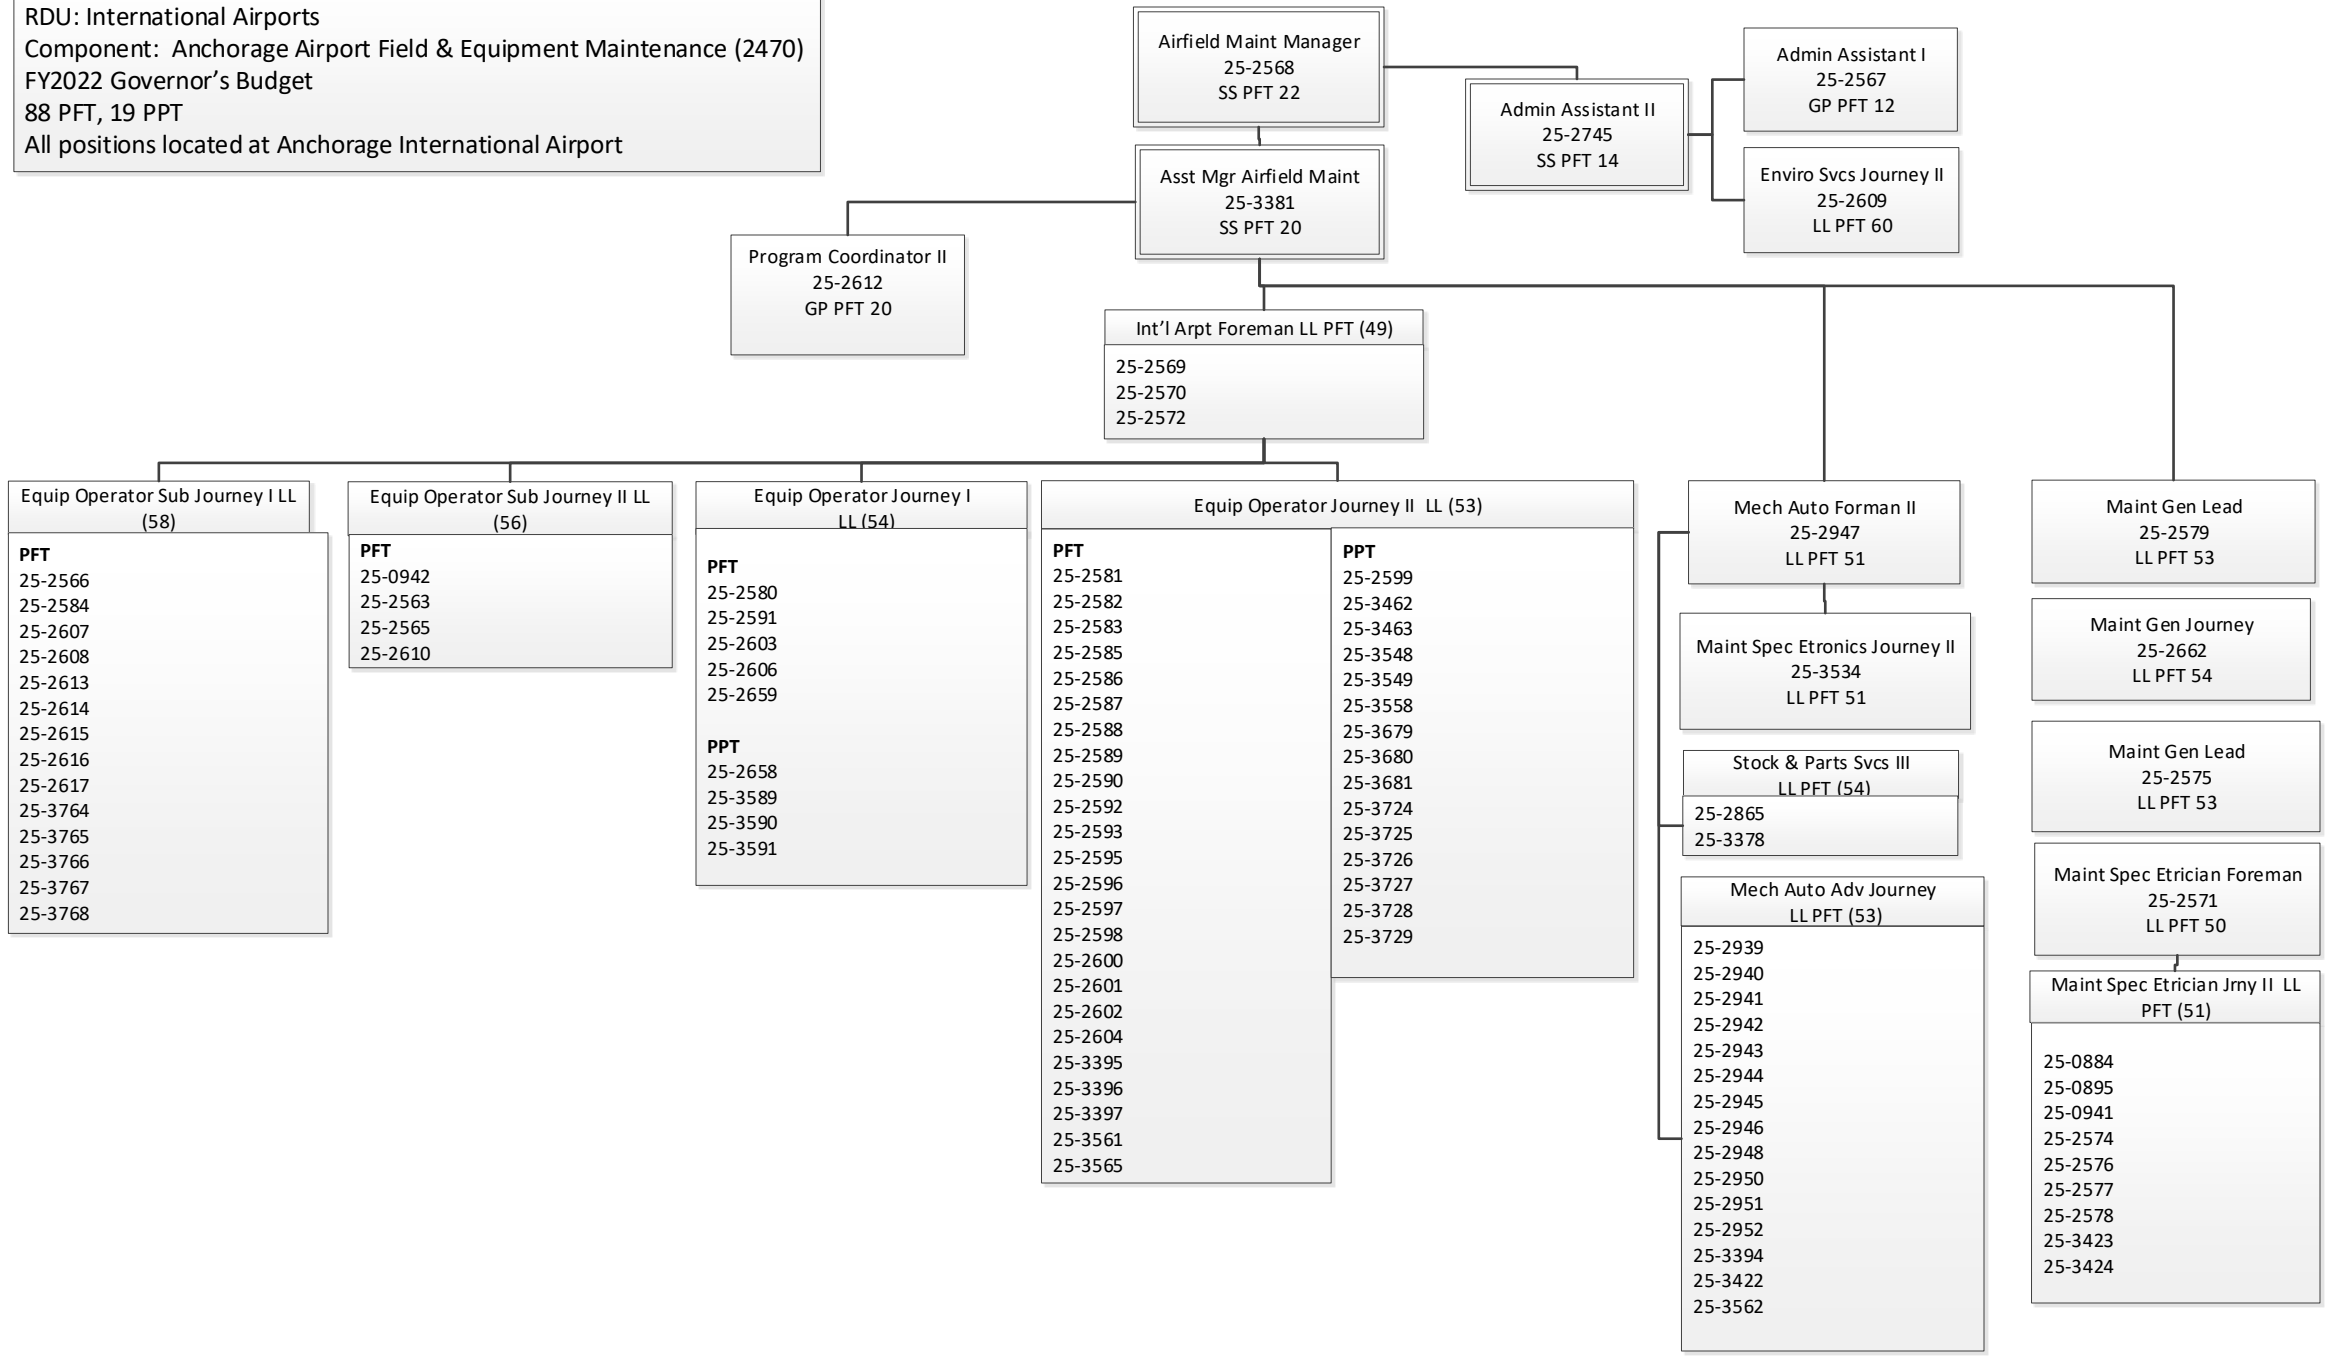 RDU: International Airports
Component: Anchorage Airport Field & Equipment Maintenance (2470)
FY2022 Governor’s Budget
88 PFT, 19 PPT
All positions located at Anchorage International Airport
Airfield Maint Manager
25-2568
SS PFT 22
Admin Assistant II
25-2745
SS PFT 14
Admin Assistant I
25-2567
GP PFT 12
Enviro Svcs Journey II
25-2609
LL PFT 60
Asst Mgr Airfield Maint
25-3381
SS PFT 20
Program Coordinator II
25-2612
GP PFT 20
Int’l Arpt Foreman LL PFT (49)
25-2569
25-2570
25-2572
Equip Operator Sub Journey I LL
(58)
PFT
25-2566
25-2584
25-2607
25-2608
25-2613
25-2614
25-2615
25-2616
25-2617
25-3764
25-3765
25-3766
25-3767
25-3768
Equip Operator Sub Journey II LL
(56)
PFT
25-0942
25-2563
25-2565
25-2610
Equip Operator Journey I
LL (54)
PFT
25-2580
25-2591
25-2603
25-2606
25-2659
PPT
25-2658
25-3589
25-3590
25-3591
Equip Operator Journey II LL (53)
PFT
25-2581
25-2582
25-2583
25-2585
25-2586
25-2587
25-2588
25-2589
25-2590
25-2592
25-2593
25-2595
25-2596
25-2597
25-2598
25-2600
25-2601
25-2602
25-2604
25-3395
25-3396
25-3397
25-3561
25-3565
PPT
25-2599
25-3462
25-3463
25-3548
25-3549
25-3558
25-3679
25-3680
25-3681
25-3724
25-3725
25-3726
25-3727
25-3728
25-3729
Mech Auto Forman II
25-2947
LL PFT 51
Maint Spec Etronics Journey II
25-3534
LL PFT 51
Stock & Parts Svcs III
LL PFT (54)
25-2865
25-3378
Mech Auto Adv Journey
LL PFT (53)
25-2939
25-2940
25-2941
25-2942
25-2943
25-2944
25-2945
25-2946
25-2948
25-2950
25-2951
25-2952
25-3394
25-3422
25-3562
Maint Gen Lead
25-2579
LL PFT 53
Maint Gen Journey
25-2662
LL PFT 54
Maint Gen Lead
25-2575
LL PFT 53
Maint Spec Etrician Foreman
25-2571
LL PFT 50
Maint Spec Etrician Jrny II LL
PFT (51)
25-0884
25-0895
25-0941
25-2574
25-2576
25-2577
25-2578
25-3423
25-3424